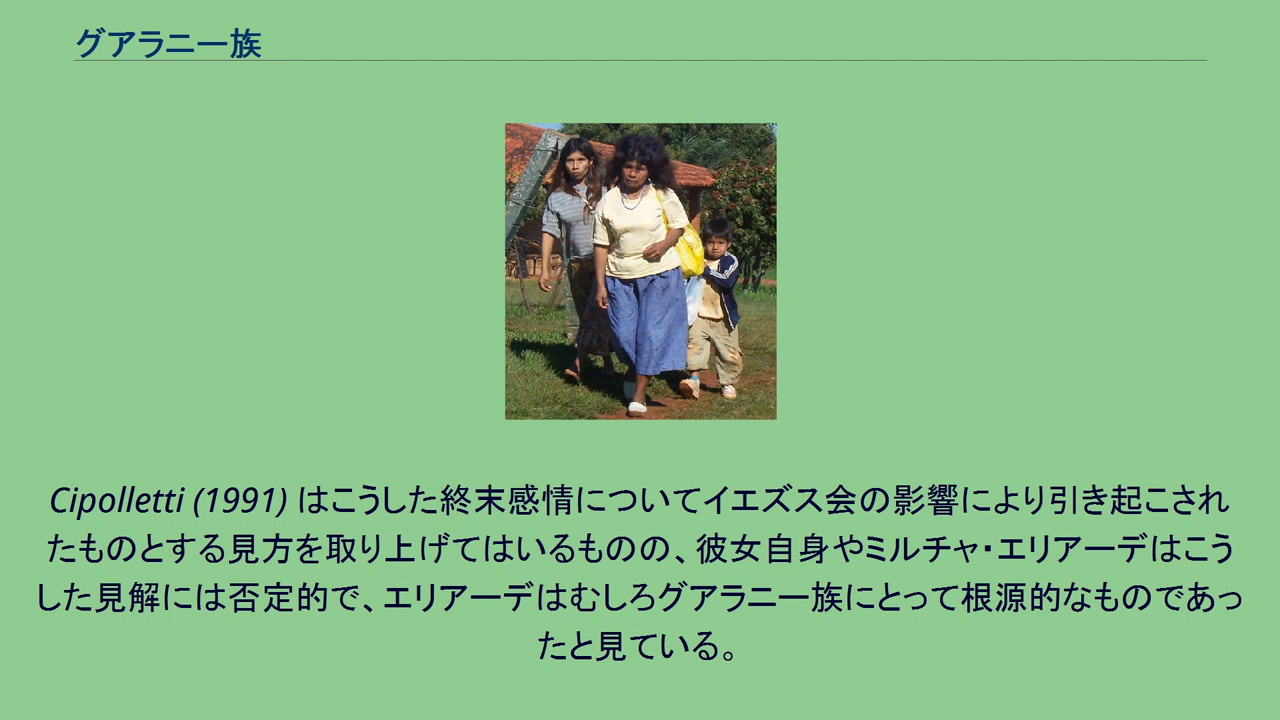 グアラニー族
Cipolletti (1991) はこうした終末感情についてイエズス会の影響により引き起こされ
たものとする見方を取り上げてはいるものの、彼女自身やミルチャ・エリアーデはこう
した見解には否定的で、エリアーデはむしろグアラニー族にとって根源的なものであっ
たと見ている。